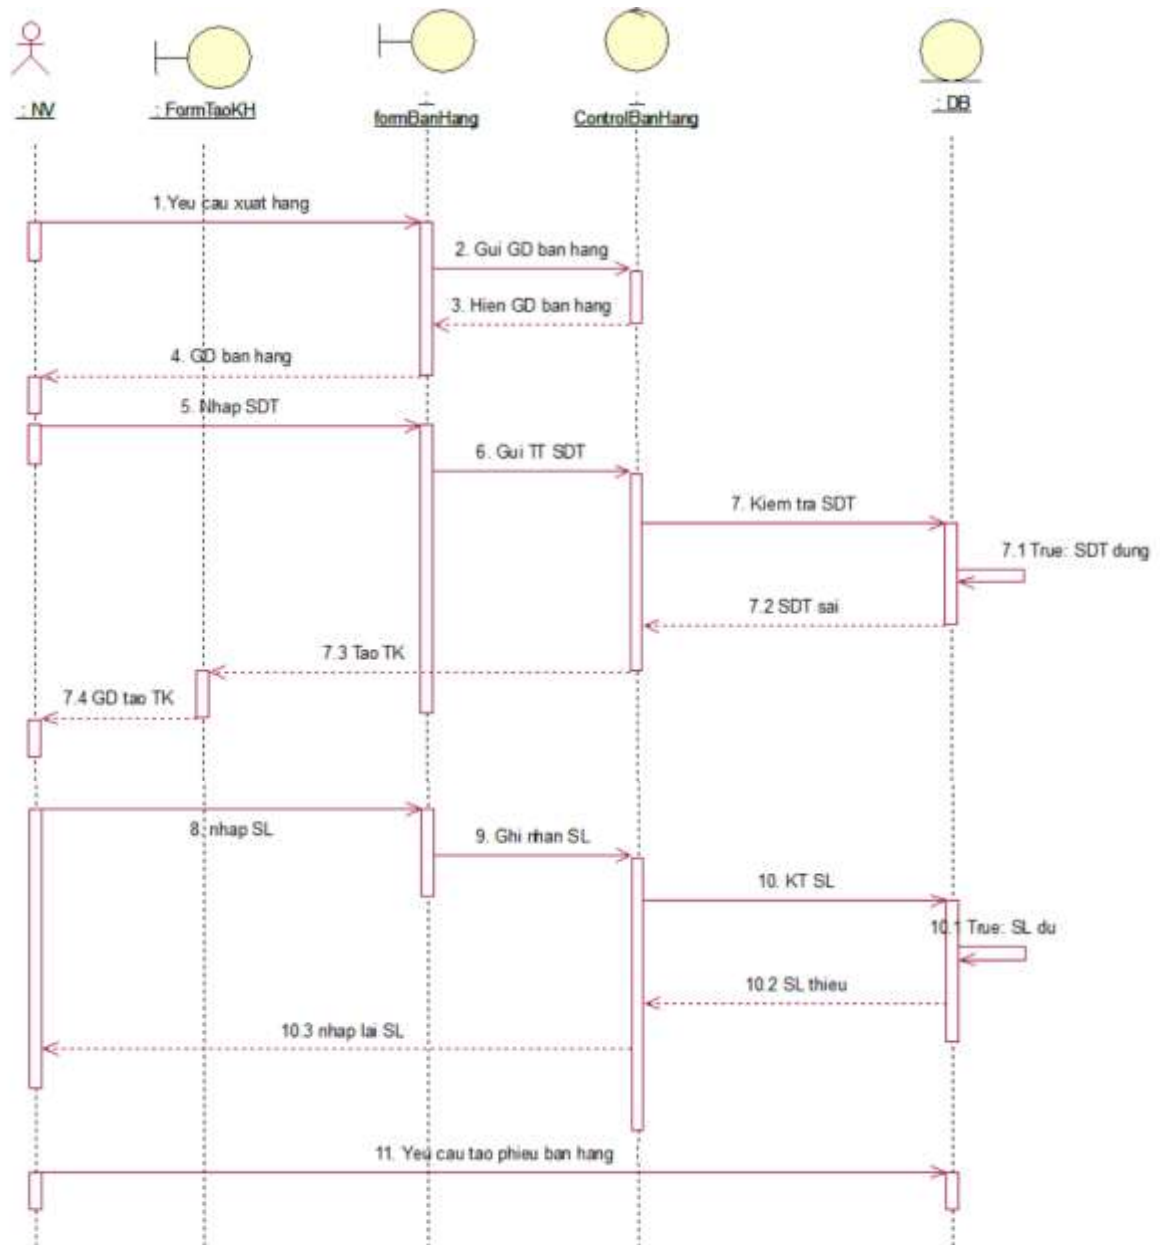 : NV
: FormTaoKH
:
formBanHang
:
ControlBanHang
: DB
1.Yeu cau xuat hang
2. Gui GD ban hang
3. Hien GD ban hang
4. GD ban hang
5. Nhap SDT
6. Gui TT SDT
7. Kiem tra SDT
7.1 True: SDT dung
7.2 SDT sai
7.3 Tao TK
7.4 GD tao TK
8. nhap SL
9. Ghi nhan SL
10. KT SL
10.1 True: SL du
10.2 SL thieu
10.3 nhap lai SL
11. Yeu cau tao phieu ban hang